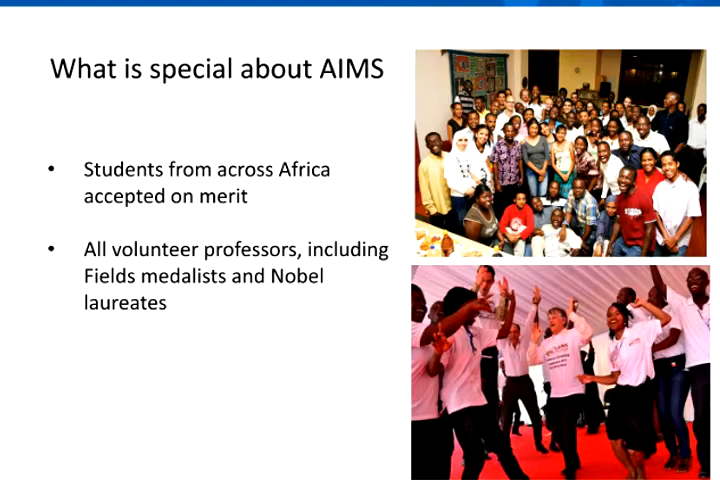 What is special about AIMS
• Students from across Africa
accepted on merit
• All volunteer professors, including
Fields medalists and Nobel
laureates